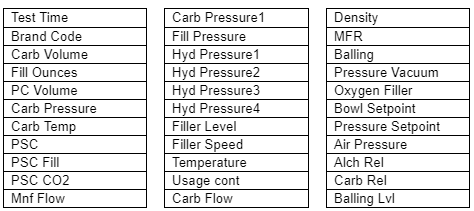 Test Time
Brand Code
Carb Volume
Fill Ounces
PC Volume
Carb Pressure
Carb Temp
PSC
PSC Fill
PSC CO2
Mnf Flow
Carb Pressure1
Fill Pressure
Hyd Pressure1
Hyd Pressure2
Hyd Pressure3
Hyd Pressure4
Filler Level
Filler Speed
Temperature
Usage cont
Carb Flow
Density
MFR
Balling
Pressure Vacuum
Oxygen Filler
Bowl Setpoint
Pressure Setpoint
Air Pressure
Alch Rel
Carb Rel
Balling Lvl